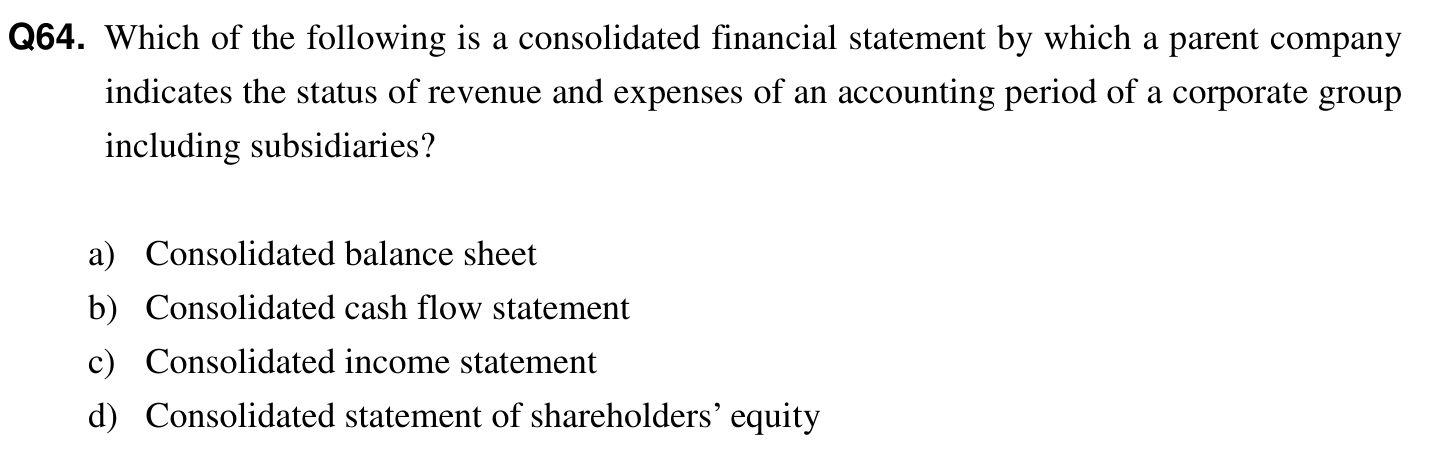 Q64. Which of the following is a consolidated financial statement by which a parent company
indicates the status of revenue and expenses of an accounting period of a corporate group
including subsidiaries?
a) Consolidated balance sheet
b) Consolidated cash flow statement
c) Consolidated income statement
d) Consolidated statement of shareholders’ equity